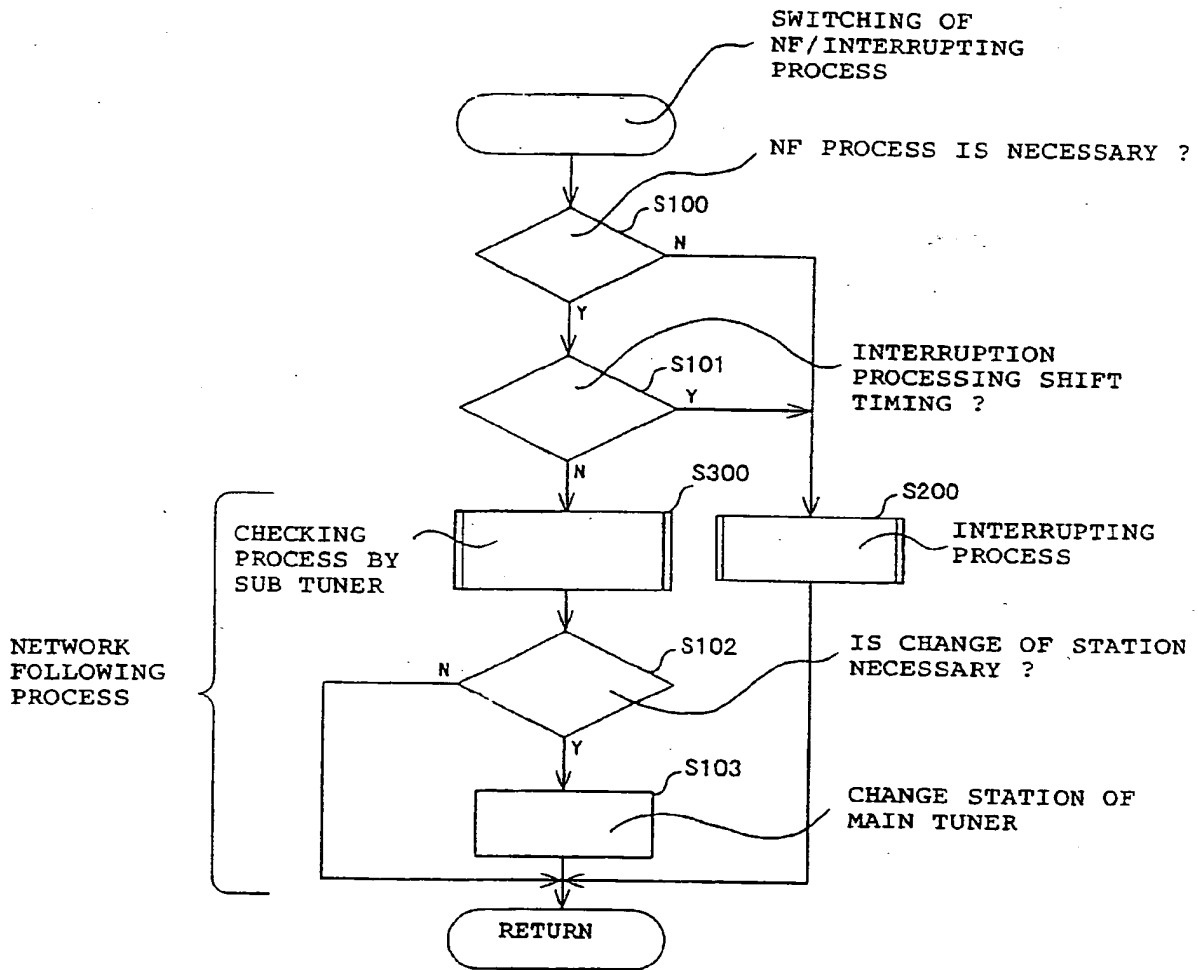 SWITCHING OF
NF/INTERRUPTING
PROCESS
NF PROCESS IS NECESSARY ?
S100
N
Y
INTERRUPTION
PROCESSING SHIFT
TIMING ?
S101
Y
N
S300
S200
CHECKING
PROCESS BY
SUB TUNER
INTERRUPTING
PROCESS
NETWORK
FOLLOWING
PROCESS
S102
N
IS CHANGE OF STATION
NECESSARY ?
Y
S103
CHANGE STATION OF
MAIN TUNER
RETURN